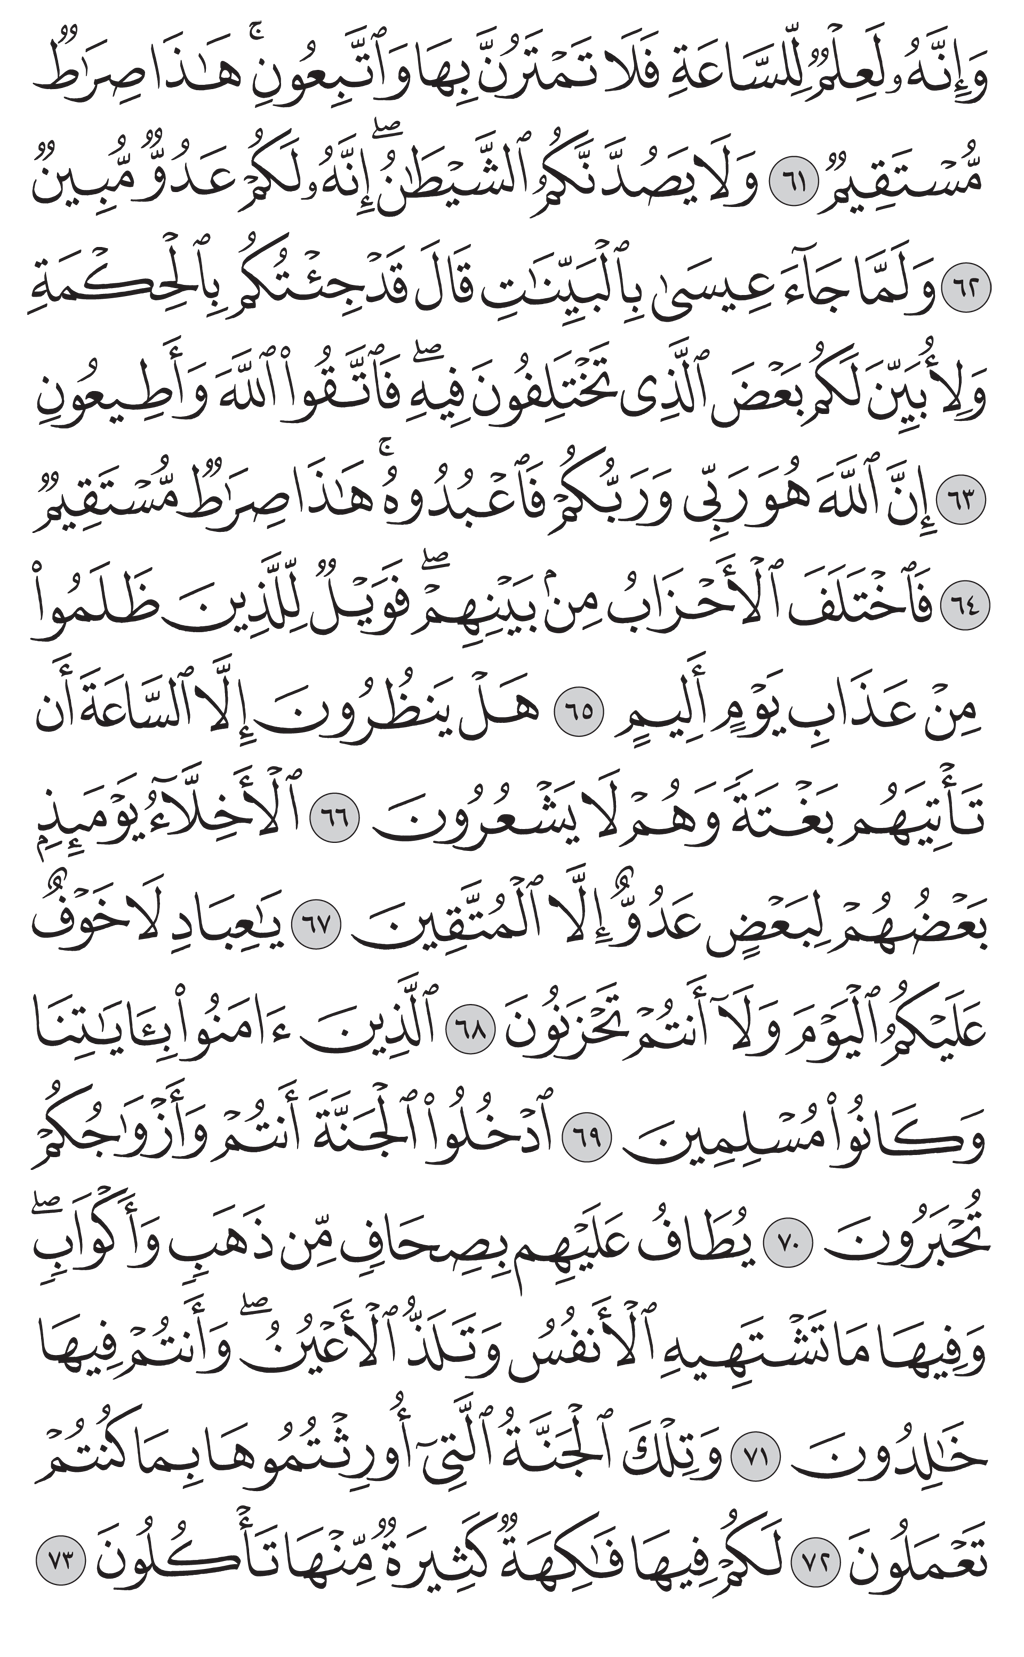 وَإِنَّهُۥ لَعِلْمٌ لِّلسَّاعَةِ فَلَا تَمْتَرُنَّ بِهَا وَٱتَّبِعُونِ ۚ هَـٰذَا صِرَٰطٌ
مُّسْتَقِيمٌ ٦١ وَلَا يَصُدَّنَّكُمُ ٱلشَّيْطَـٰنُ ۖ إِنَّهُۥ لَكُمْ عَدُوٌّ مُّبِينٌ
٦٢ وَلَمَّا جَآءَ عِيسَىٰ بِٱلْبَيِّنَـٰتِ قَالَ قَدْ جِئْتُكُم بِٱلْحِكْمَةِ
وَلِأُبَيِّنَ لَكُم بَعْضَ ٱلَّذِى تَخْتَلِفُونَ فِيهِ ۖ فَٱتَّقُوا۟ ٱللَّهَ وَأَطِيعُونِ
٦٣ إِنَّ ٱللَّهَ هُوَ رَبِّى وَرَبُّكُمْ فَٱعْبُدُوهُ ۚ هَـٰذَا صِرَٰطٌ مُّسْتَقِيمٌ
٦٤ فَٱخْتَلَفَ ٱلْأَحْزَابُ مِنۢ بَيْنِهِمْ ۖ فَوَيْلٌ لِّلَّذِينَ ظَلَمُوا۟
مِنْ عَذَابِ يَوْمٍ أَلِيمٍ ٦٥ هَلْ يَنظُرُونَ إِلَّا ٱلسَّاعَةَ أَن
تَأْتِيَهُم بَغْتَةً وَهُمْ لَا يَشْعُرُونَ ٦٦ ٱلْأَخِلَّآءُ يَوْمَئِذٍۭ
بَعْضُهُمْ لِبَعْضٍ عَدُوٌّ إِلَّا ٱلْمُتَّقِينَ ٦٧ يَـٰعِبَادِ لَا خَوْفٌ
عَلَيْكُمُ ٱلْيَوْمَ وَلَآ أَنتُمْ تَحْزَنُونَ ٦٨ ٱلَّذِينَ ءَامَنُوا۟ بِـَٔايَـٰتِنَا
وَكَانُوا۟ مُسْلِمِينَ ٦٩ ٱدْخُلُوا۟ ٱلْجَنَّةَ أَنتُمْ وَأَزْوَٰجُكُمْ
تُحْبَرُونَ ٧٠ يُطَافُ عَلَيْهِم بِصِحَافٍ مِّن ذَهَبٍ وَأَكْوَابٍ ۖ
وَفِيهَا مَا تَشْتَهِيهِ ٱلْأَنفُسُ وَتَلَذُّ ٱلْأَعْيُنُ ۖ وَأَنتُمْ فِيهَا
خَـٰلِدُونَ ٧١ وَتِلْكَ ٱلْجَنَّةُ ٱلَّتِىٓ أُورِثْتُمُوهَا بِمَا كُنتُمْ
تَعْمَلُونَ ٧٢ لَكُمْ فِيهَا فَـٰكِهَةٌ كَثِيرَةٌ مِّنْهَا تَأْكُلُونَ ٧٣